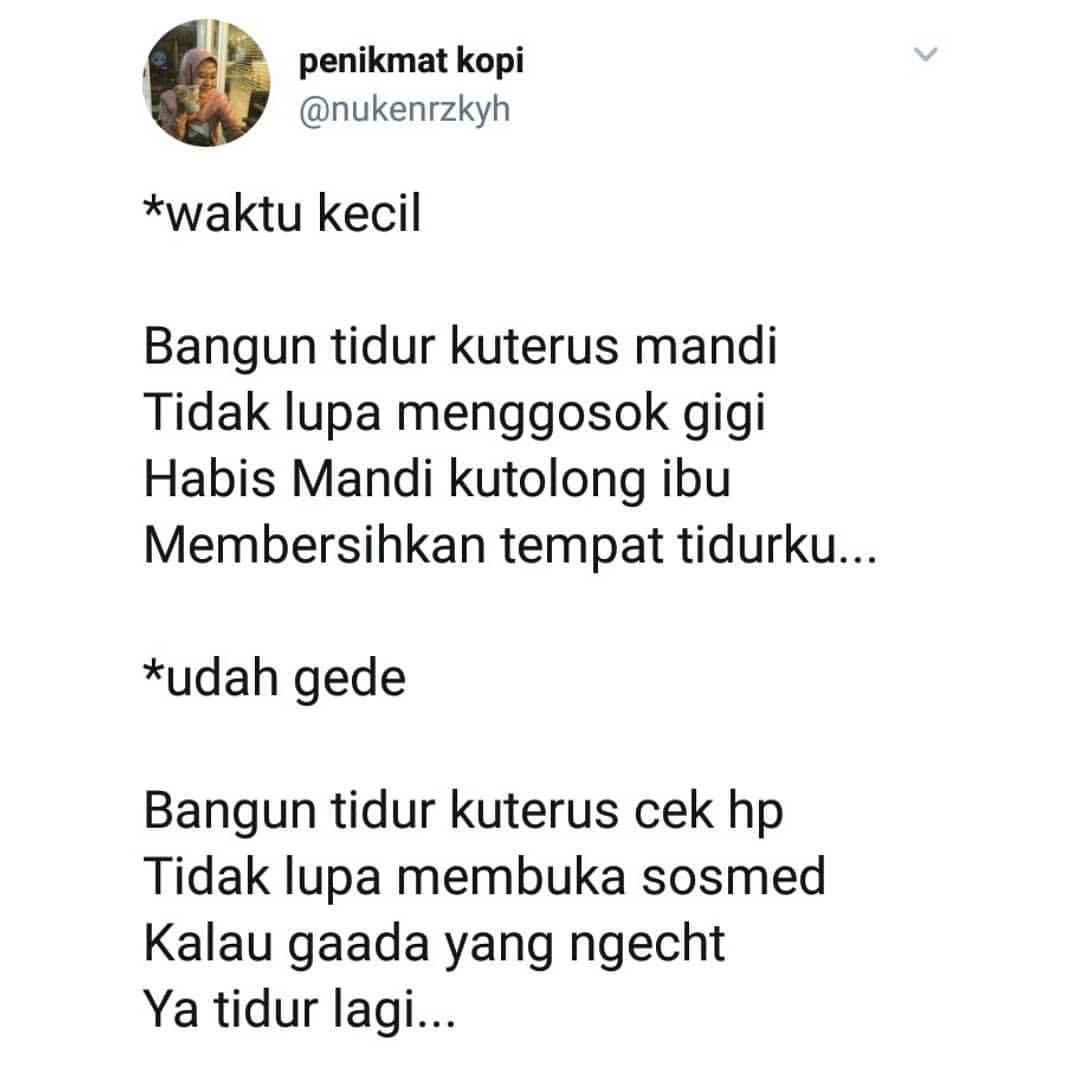 penikmat kopi
@nukenrzkyh
*waktu kecil
Bangun tidur kuterus mandi
Tidak lupa menggosok gigi
Habis Mandi kutolong ibu
Membersihkan tempat tidurku...
*udah gede
Bangun tidur kuterus cek hp
Tidak lupa membuka sosmed
Kalau gaada yang ngecht
Ya tidur lagi...